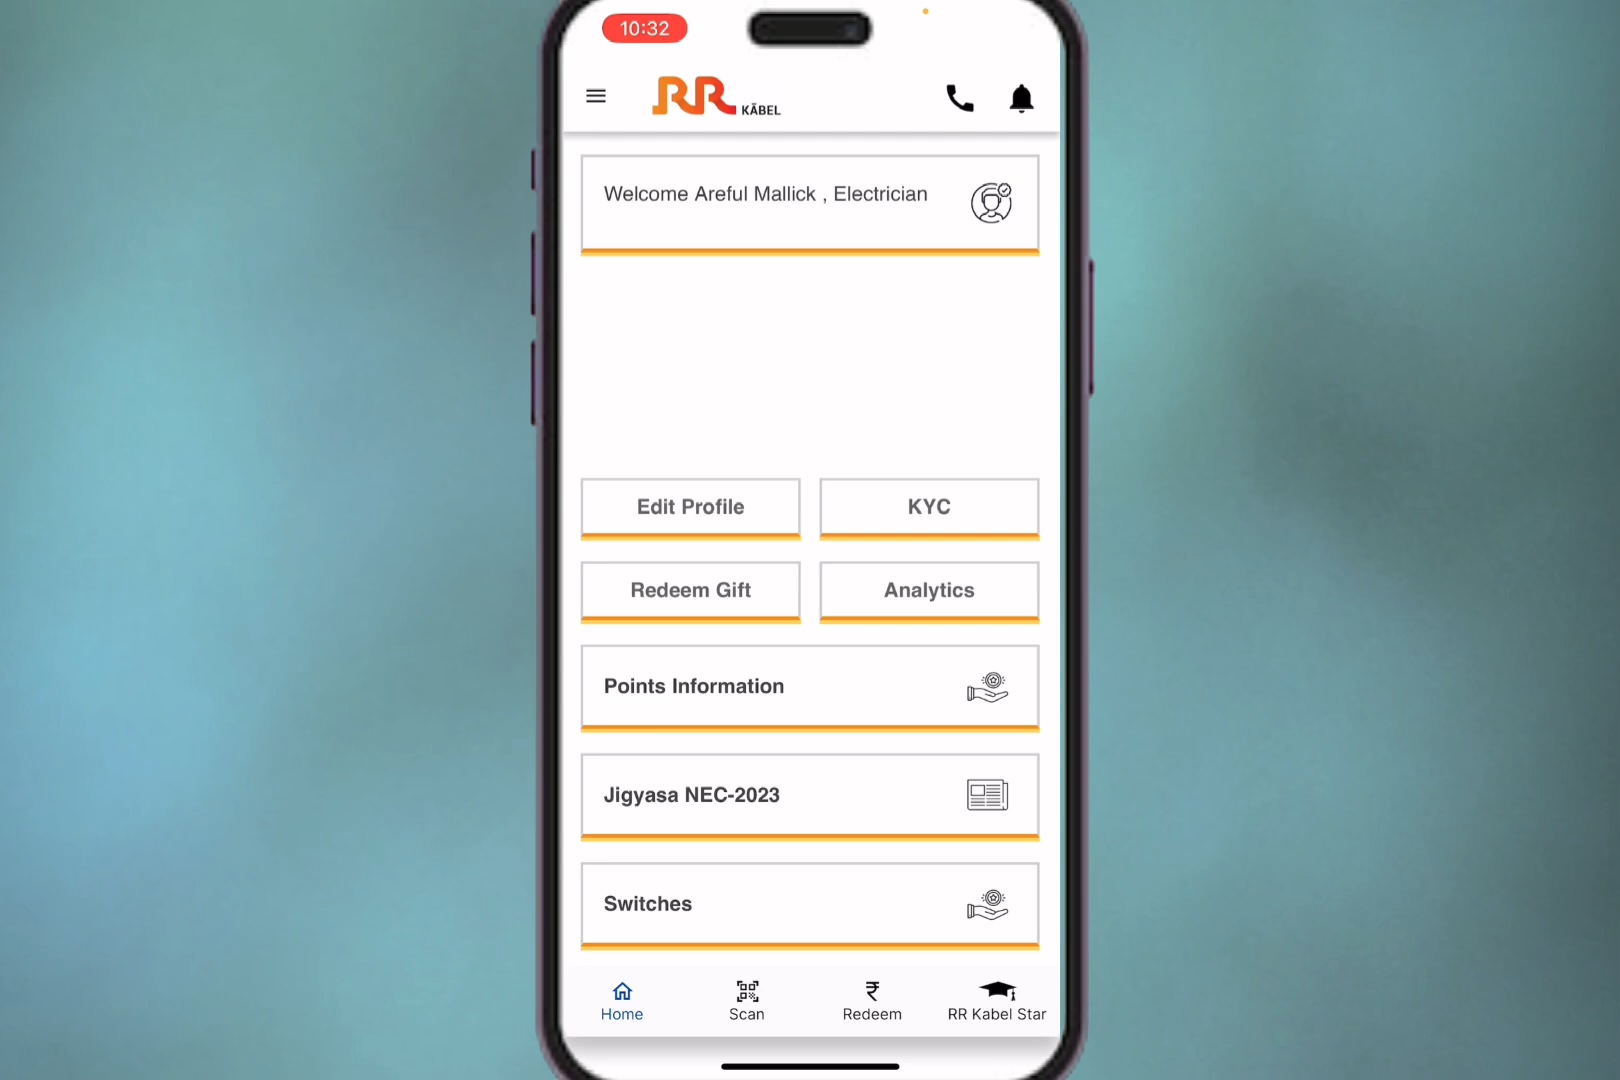 10:32
RR KABEL
Welcome Areful Mallick , Electrician
Edit Profile
KYC
Redeem Gift
Analytics
Points Information
Jigyasa NEC-2023
Switches
Home
Scan
Redeem
RR Kabel Star